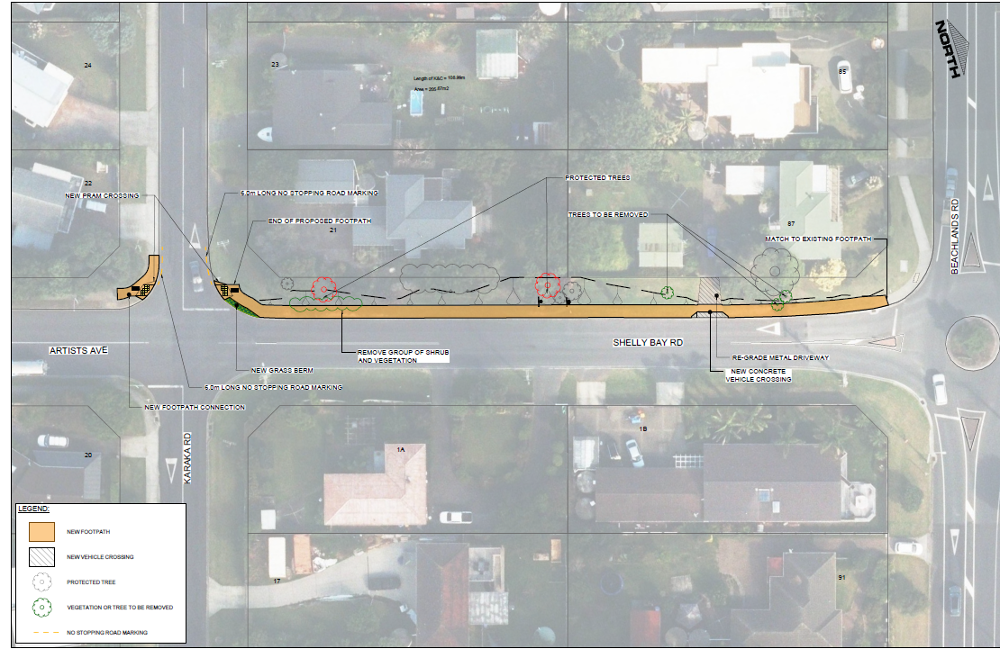 NORTH
24
23
85
Length of K&C = 108.99m
Area = 205.67m2
22
NEW PRAM CROSSING
6.0m LONG NO STOPPING ROAD MARKING
PROTECTED TREES
END OF PROPOSED FOOTPATH
21
TREES TO BE REMOVED
87
MATCH TO EXISTING FOOTPATH
BEACHLANDS RD
ARTISTS AVE
SHELLY BAY RD
REMOVE GROUP OF SHRUB
AND VEGETATION
RE-GRADE METAL DRIVEWAY
NEW GRASS BERM
NEW CONCRETE
VEHICLE CROSSING
6.0m LONG NO STOPPING ROAD MARKING
NEW FOOTPATH CONNECTION
KARAKA RD
20
1A
1B
17
91
LEGEND:
NEW FOOTPATH
NEW VEHICLE CROSSING
PROTECTED TREE
VEGETATION OR TREE TO BE REMOVED
NO STOPPING ROAD MARKING